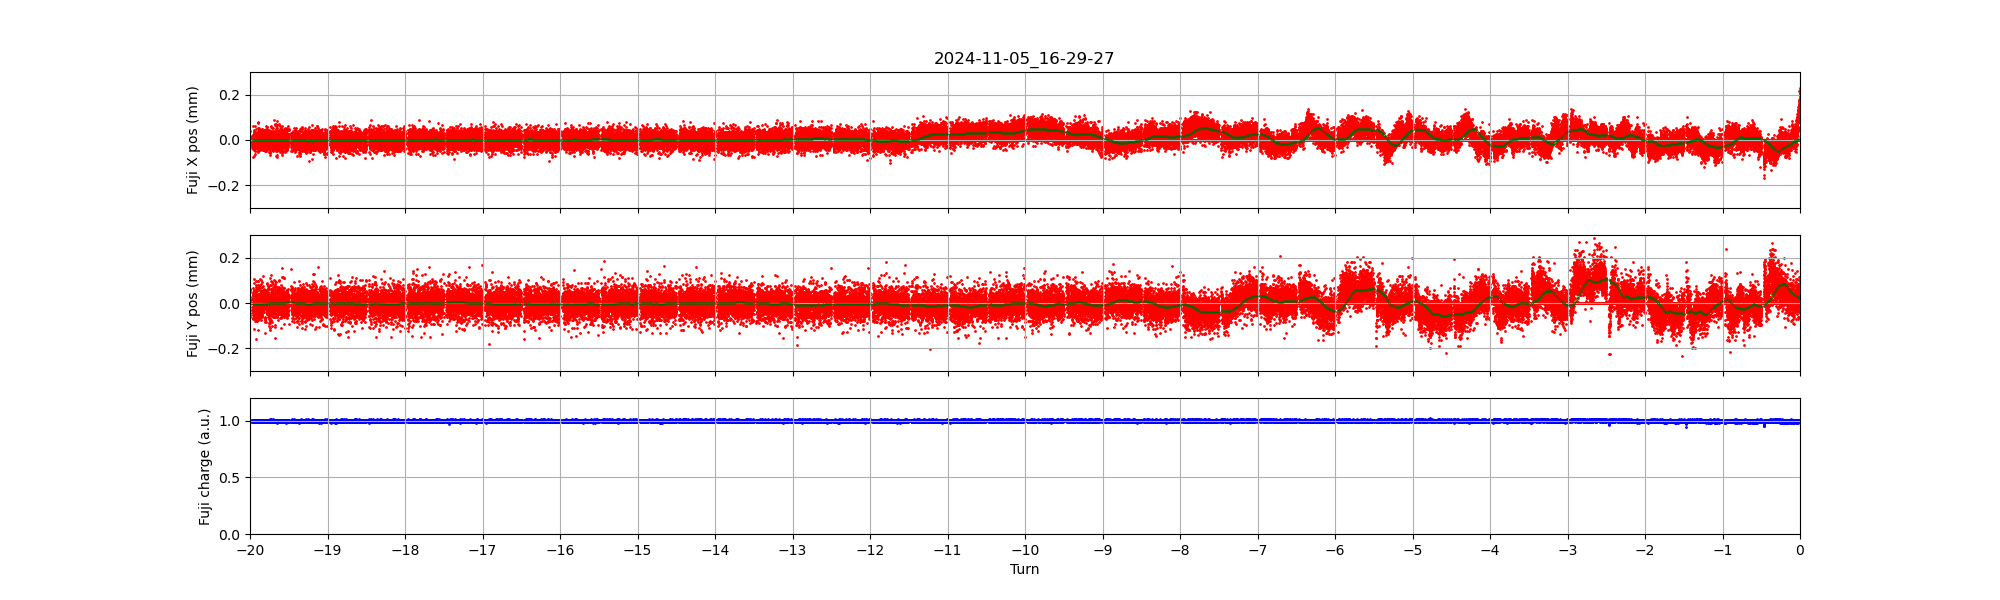 2024-11-05_16-29-27
Fuji X pos (mm)
0.2
0.0
−0.2
Fuji Y pos (mm)
0.2
0.0
−0.2
Fuji charge (a.u.)
1.0
0.5
0.0
−20 −19 −18 −17 −16 −15 −14 −13 −12 −11 −10 −9 −8 −7 −6 −5 −4 −3 −2 −1 0
Turn